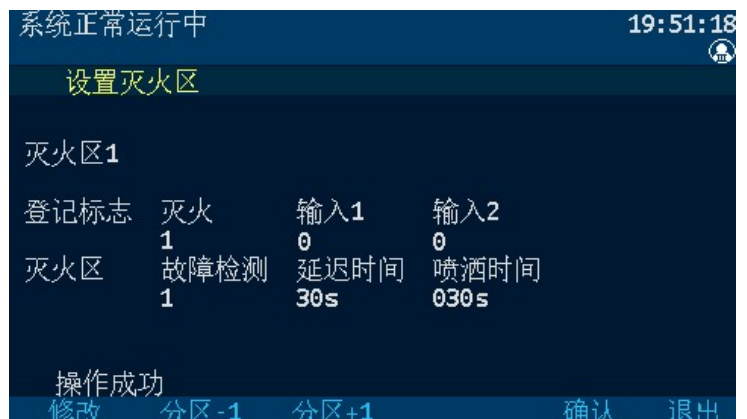 系统正常运行中 19:51:18
设置灭火区
灭火区1
登记标志 灭火 输入1 输入2
1 0 0
灭火区 故障检测 延迟时间 喷洒时间
1 30s 030s
操作成功
修改 分区-1 分区+1 确认 退出